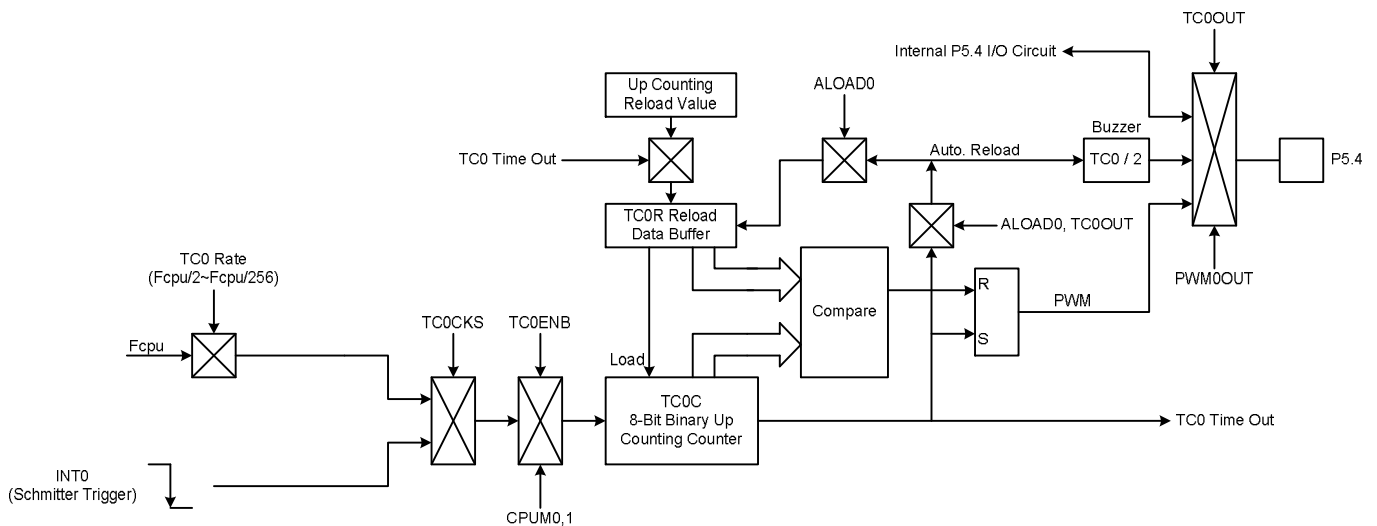 TC0OUT
Internal P5.4 I/O Circuit
Up Counting
Reload Value
ALOAD0
Buzzer
TC0 Time Out
Auto. Reload
TC0 / 2
P5.4
TC0R Reload
Data Buffer
ALOAD0, TC0OUT
TC0 Rate
(Fcpu/2~Fcpu/256)
PWM0OUT
R
PWM
Compare
TC0CKS
TC0ENB
S
Fcpu
Load
TC0C
8-Bit Binary Up
Counting Counter
TC0 Time Out
INT0
(Schmitter Trigger)
CPUM0,1